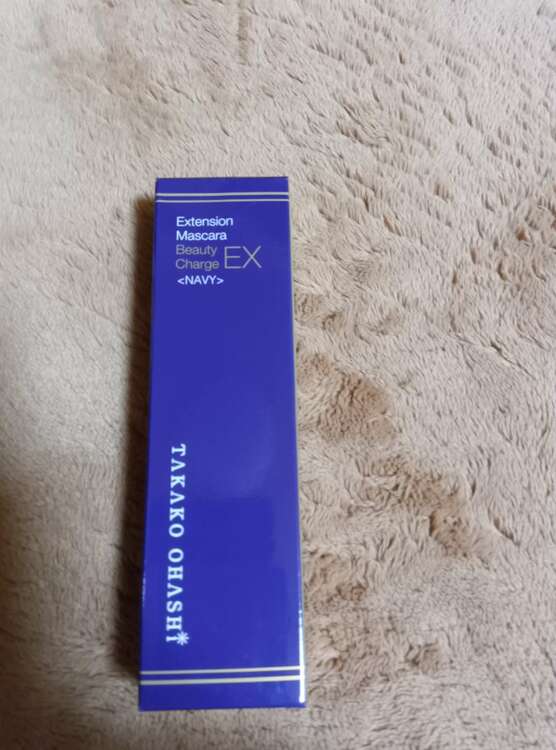 Extension
Mascara
Beauty
Charge EX
<NAVY>
TAKAKO OHASHI